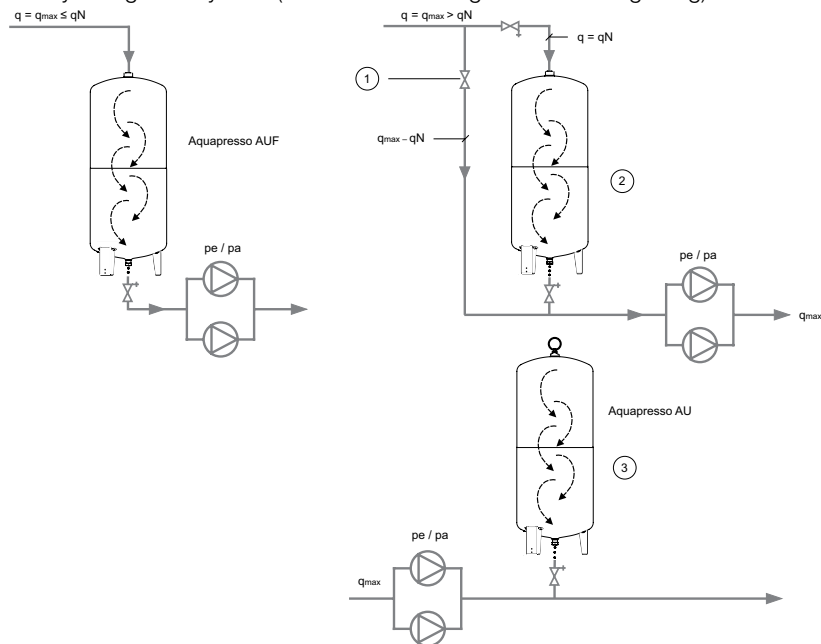 q = qmax ≤ qN
q = qmax > qN
q = qN
1
Aquapresso AUF
qmax – qN
2
pe / pa
pe / pa
qmax
Aquapresso AU
3
pe / pa
qmax